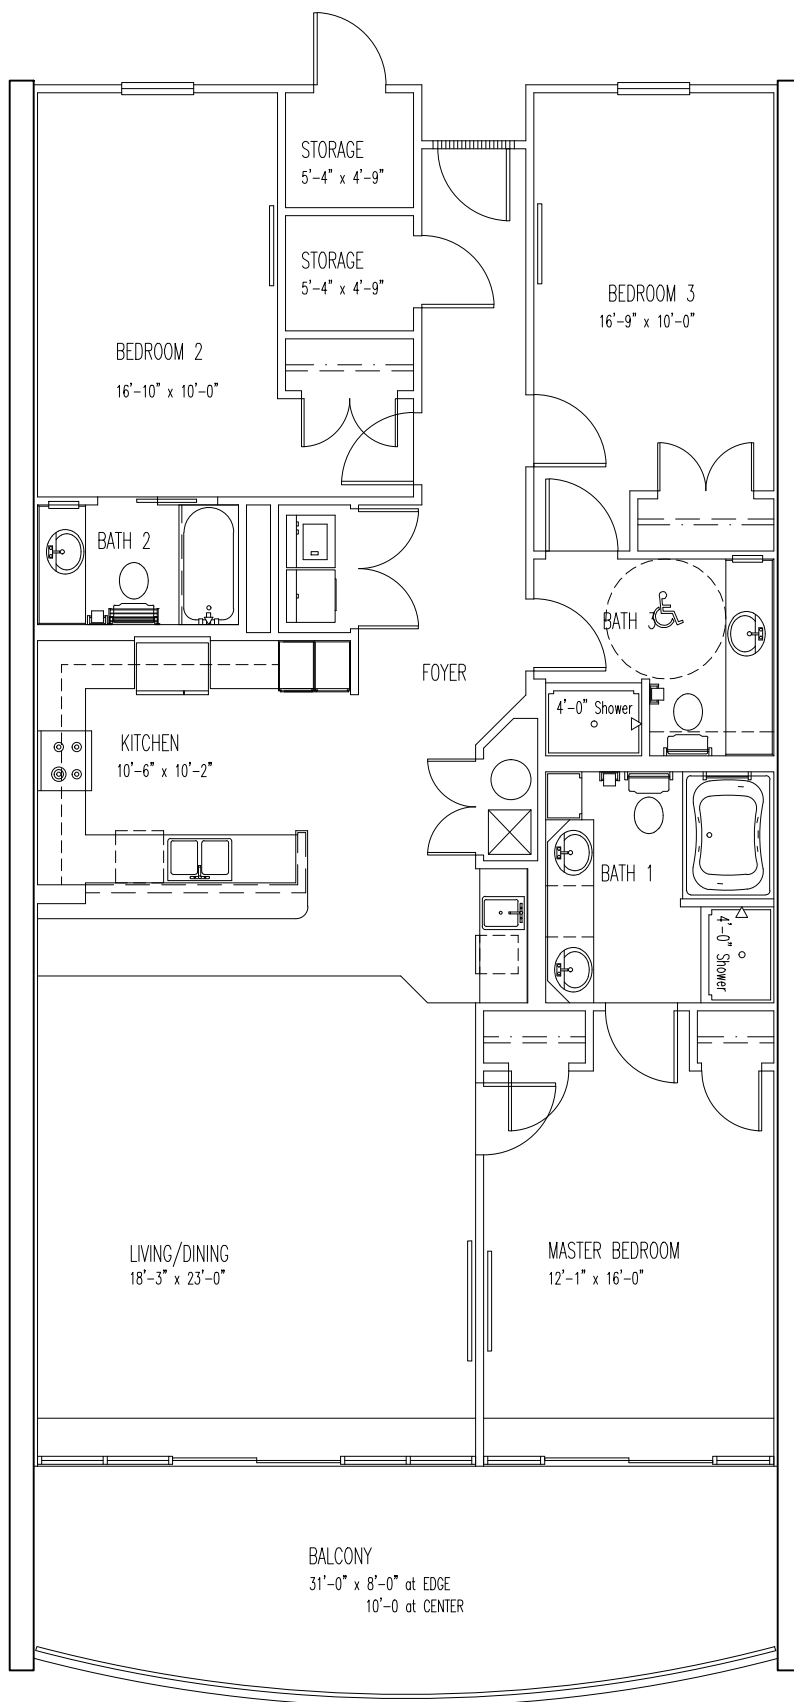 STORAGE
5'-4" x 4'-9"
STORAGE
5'-4" x 4'-9"
BEDROOM 3
16'-9" x 10'-0"
BEDROOM 2
16'-10" x 10'-0"
BATH 2
BATH 3
FOYER
4'-0" Shower
KITCHEN
10'-6" x 10'-2"
BATH 1
4'-0" Shower
LIVING/DINING
18'-3" x 23'-0"
MASTER BEDROOM
12'-1" x 16'-0"
BALCONY
31'-0" x 8'-0" at EDGE
10'-0 at CENTER